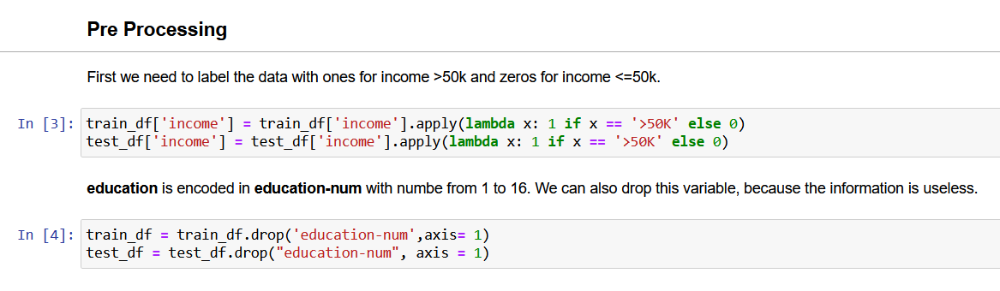 Pre Processing
First we need to label the data with ones for income >50k and zeros for income <=50k.
In [3]: train_df['income'] = train_df['income'].apply(lambda x: 1 if x == '>50K' else 0)
test_df['income'] = test_df['income'].apply(lambda x: 1 if x == '>50K' else 0)
education is encoded in education-num with numbe from 1 to 16. We can also drop this variable, because the information is useless.
In [4]: train_df = train_df.drop('education-num',axis= 1)
test_df = test_df.drop("education-num", axis = 1)